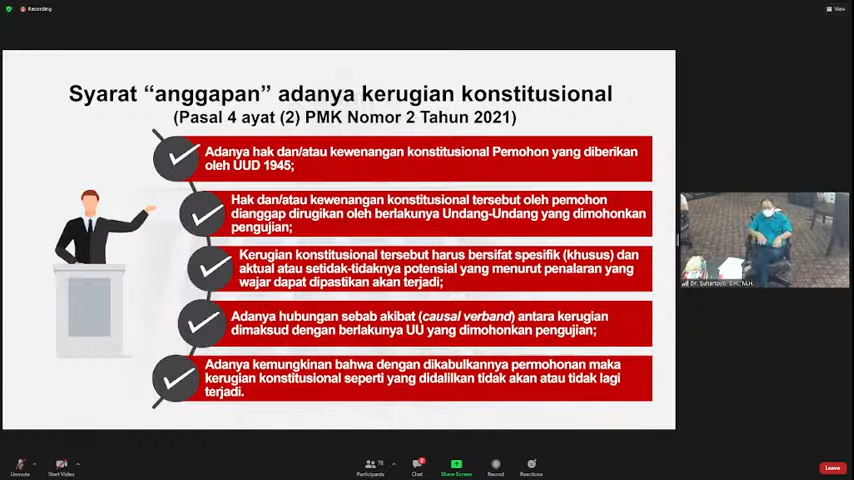 Recording
View
Syarat “anggapan” adanya kerugian konstitusional
(Pasal 4 ayat (2) PMK Nomor 2 Tahun 2021)
Adanya hak dan/atau kewenangan konstitusional Pemohon yang diberikan
oleh UUD 1945;
Hak dan/atau kewenangan konstitusional tersebut oleh pemohon
dianggap dirugikan oleh berlakunya Undang-Undang yang dimohonkan
pengujian;
Kerugian konstitusional tersebut harus bersifat spesifik (khusus) dan
aktual atau setidak-tidaknya potensial yang menurut penalaran yang
wajar dapat dipastikan akan terjadi;
Adanya hubungan sebab akibat (causal verband) antara kerugian
dimaksud dengan berlakunya UU yang dimohonkan pengujian;
Adanya kemungkinan bahwa dengan dikabulkannya permohonan maka
kerugian konstitusional seperti yang didalilkan tidak akan atau tidak lagi
terjadi.
Dr. Suhartoyo, S.H., M.H.
Unmute
Start Video
Participants
78
Chat
2
Share Screen
Record
Reactions
Leave